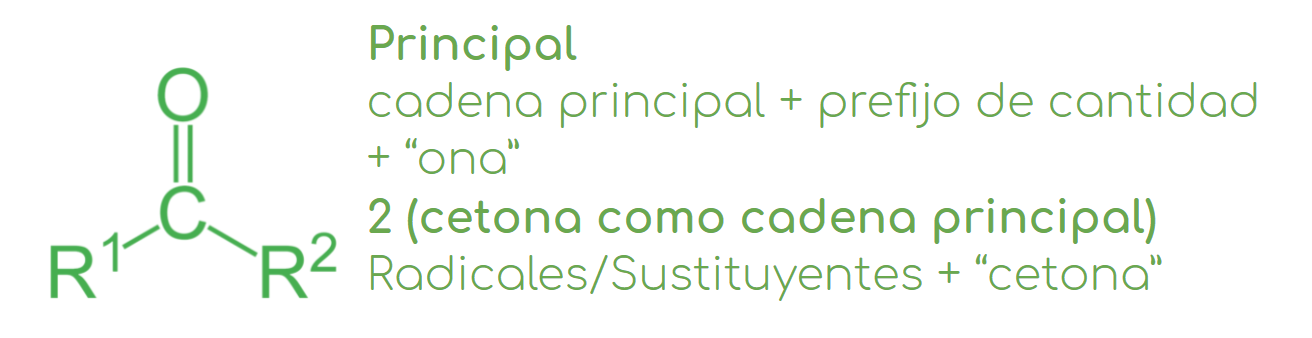 O
C
R¹
R²
Principal
cadena principal + prefijo de cantidad
+ “ona”
2 (cetona como cadena principal)
Radicales/Sustituyentes + “cetona”